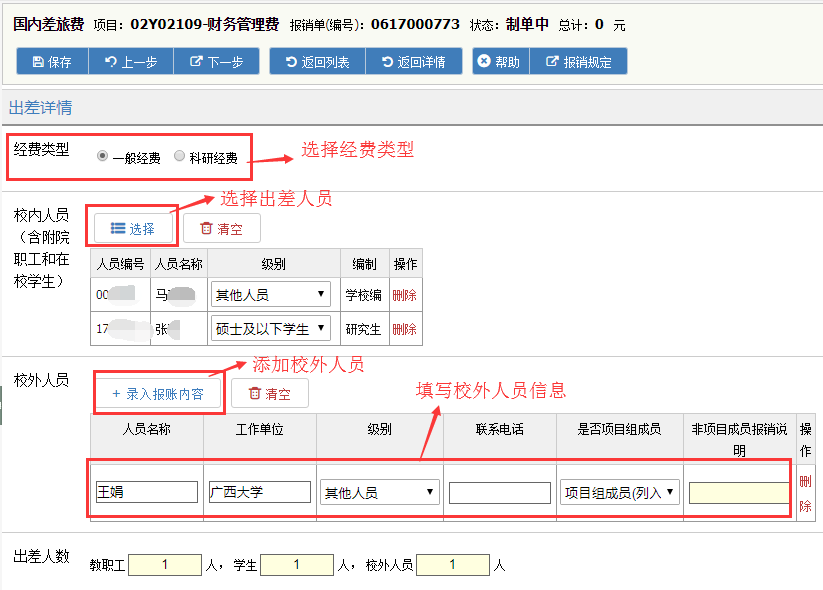 国内差旅费 项目: 02Y02109-财务管理费 报销单(编号): 0617000773 状态: 制单中 总计: 0 元
保存 上一步 下一步 返回列表 返回详情 帮助 报销规定
出差详情
经费类型 一般经费 科研经费 选择经费类型
选择出差人员
校内人员（含附院职工和在校学生） 选择 清空
人员编号 人员名称 级别 编制 操作
00 马 其他人员 学校编 删除
17 张 硕士及以下学生 研究生 删除
添加校外人员
校外人员 + 录入报账内容 清空 填写校外人员信息
人员名称 工作单位 级别 联系电话 是否项目组成员 非项目成员报销说明 操作
王娟 广西大学 其他人员 项目组成员(列入 删除
出差人数 教职工 1 人， 学生 1 人， 校外人员 1 人